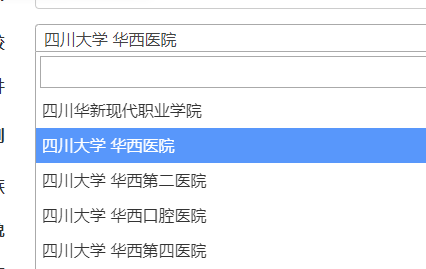 四川大学 华西医院
四川华新现代职业学院
四川大学 华西医院
四川大学 华西第二医院
四川大学 华西口腔医院
四川大学 华西第四医院